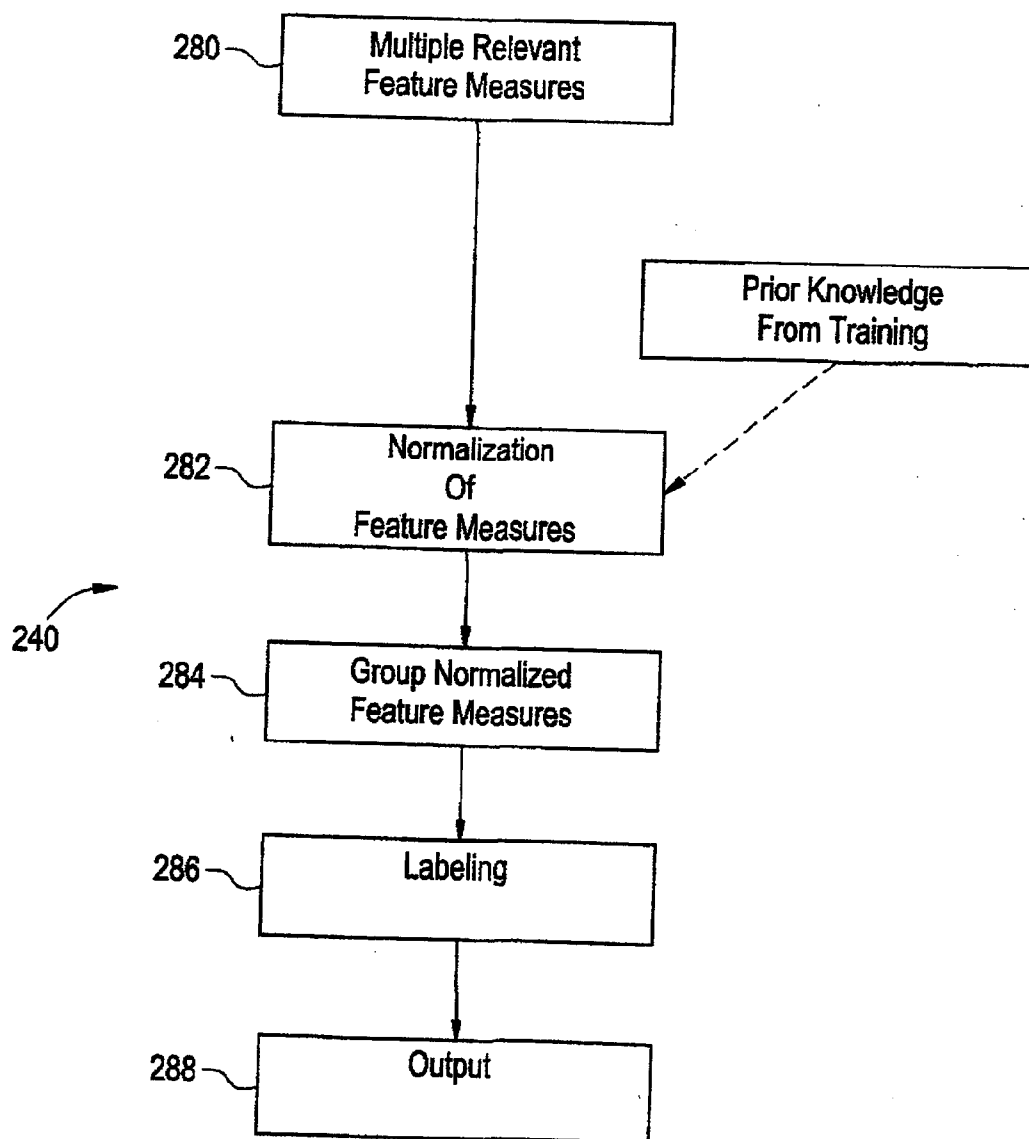 280
Multiple Relevant
Feature Measures
Prior Knowledge
From Training
282
Normalization
Of
Feature Measures
240
284
Group Normalized
Feature Measures
286
Labeling
288
Output